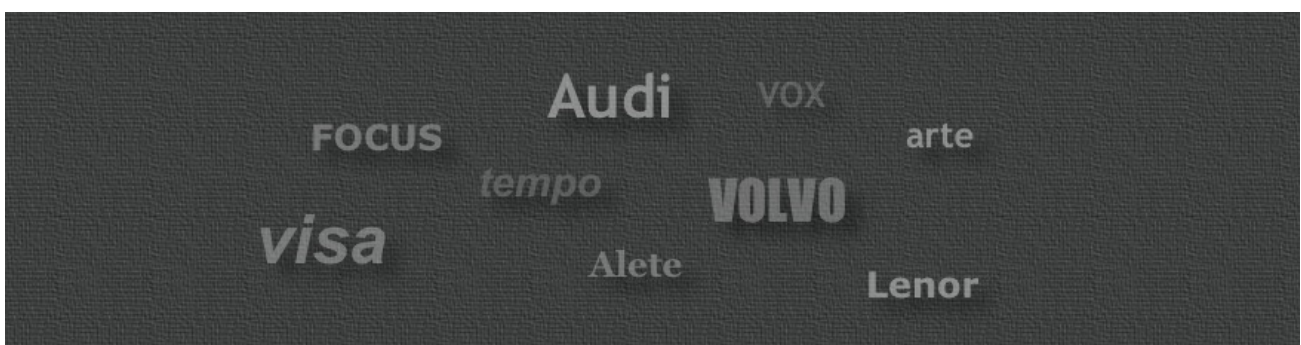 Audi
VOX
FOCUS
arte
tempo
VOLVO
visa
Alete
Lenor